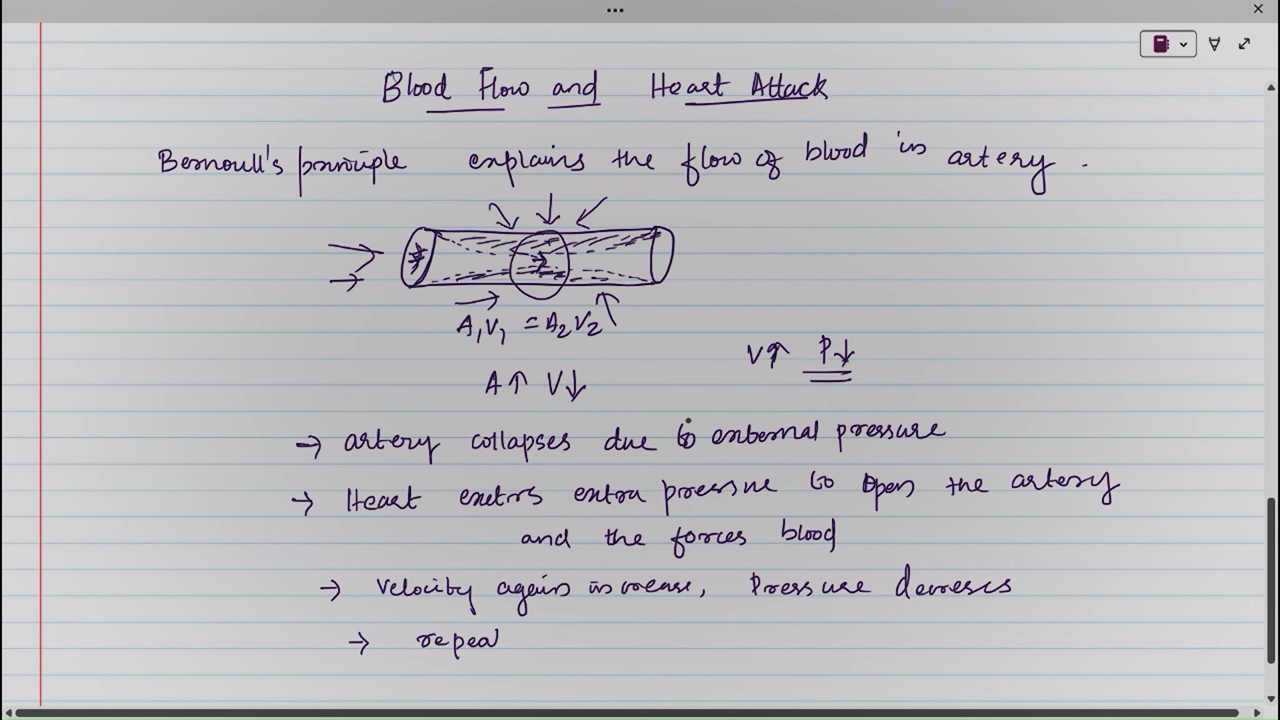 Blood Flow and Heart Attack
Bernoull's principle explains the flow of blood in artery.
A₁V₁ = A₂V₂
V↑ P↓
A↑ V↓
→ artery collapses due to external pressure
→ Heart exerts extra pressure to open the artery
and the forces blood
→ velocity again increase, Pressure decreses
→ repea